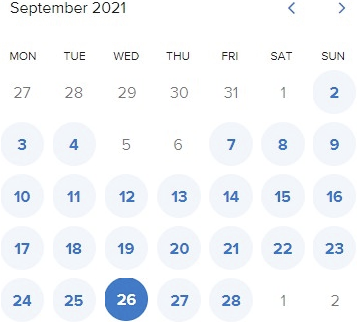 September 2021
MON TUE WED THU FRI SAT SUN
27 28 29 30 31 1 2
3 4 5 6 7 8 9
10 11 12 13 14 15 16
17 18 19 20 21 22 23
24 25 26 27 28 1 2